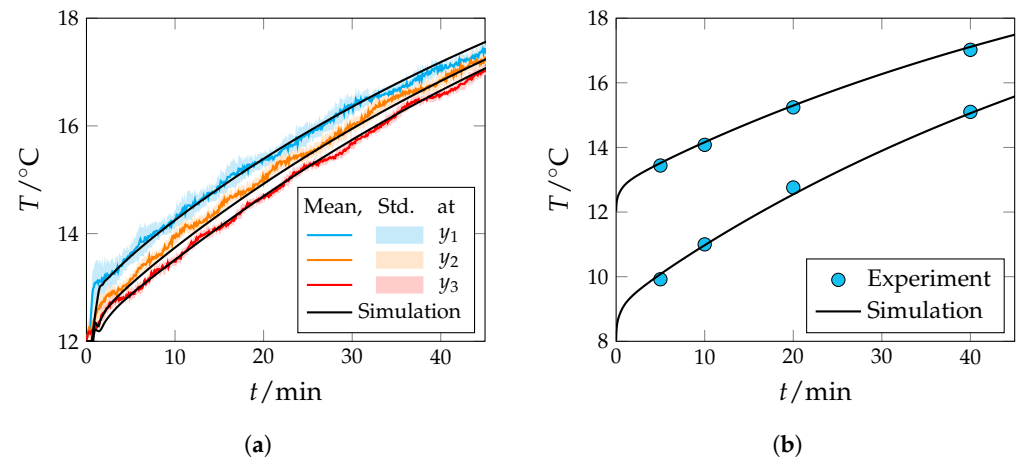 18
16
14
12
T/°C
0
10
20
30
40
t/min
Mean, Std. at
y1
y2
y3
Simulation
(a)
18
16
14
12
10
8
T/°C
0
10
20
30
40
t/min
Experiment
Simulation
(b)